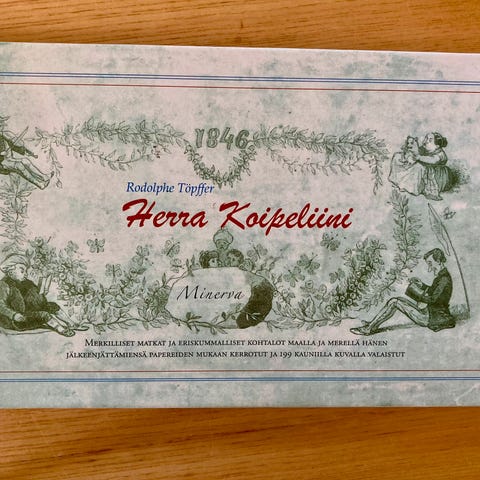 1846
Rodolphe Töpffer
Herra Koipeliini
Minerva
Merkilliset matkat ja eriskummalliset kohtalot maalla ja merellä hänen
jälkeenjättämiensä papereiden mukaan kerrotut ja 199 kauniilla kuvalla valaistut